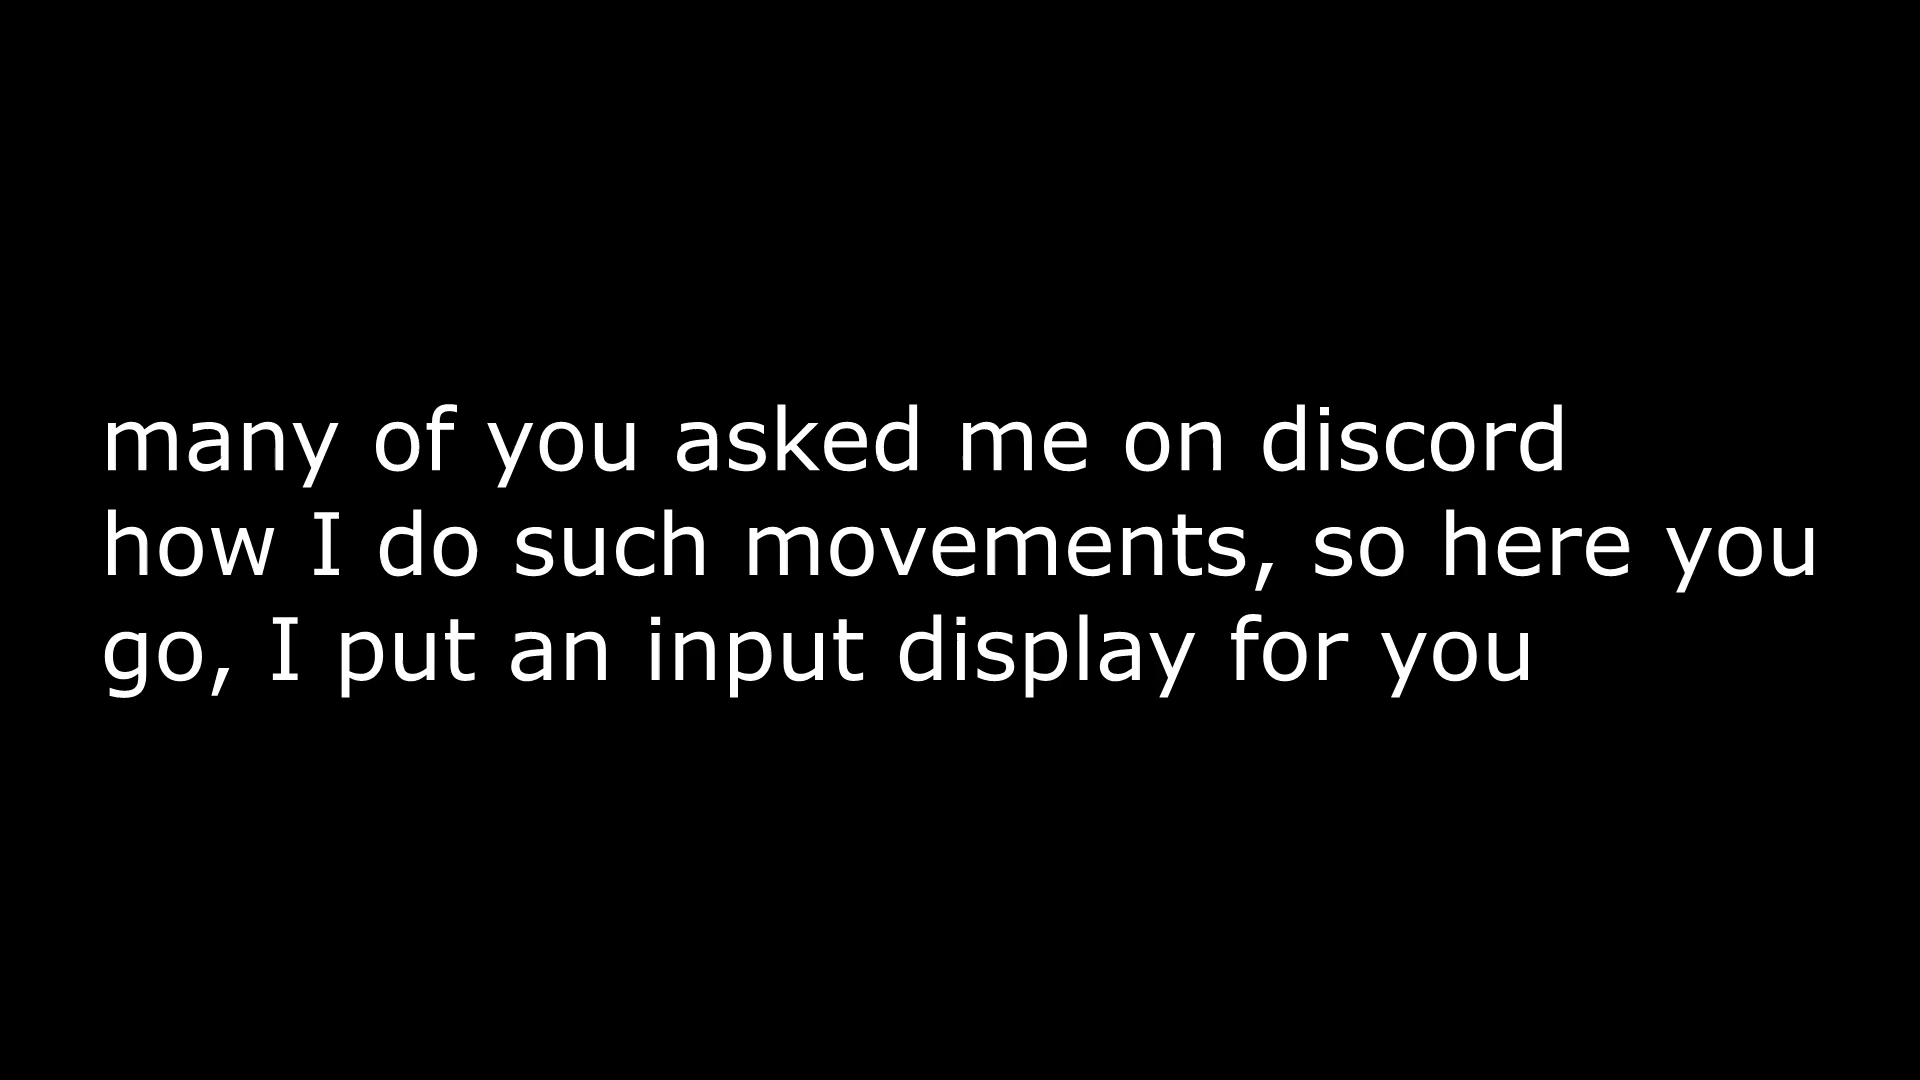 many of you asked me on discord
how I do such movements, so here you
go, I put an input display for you